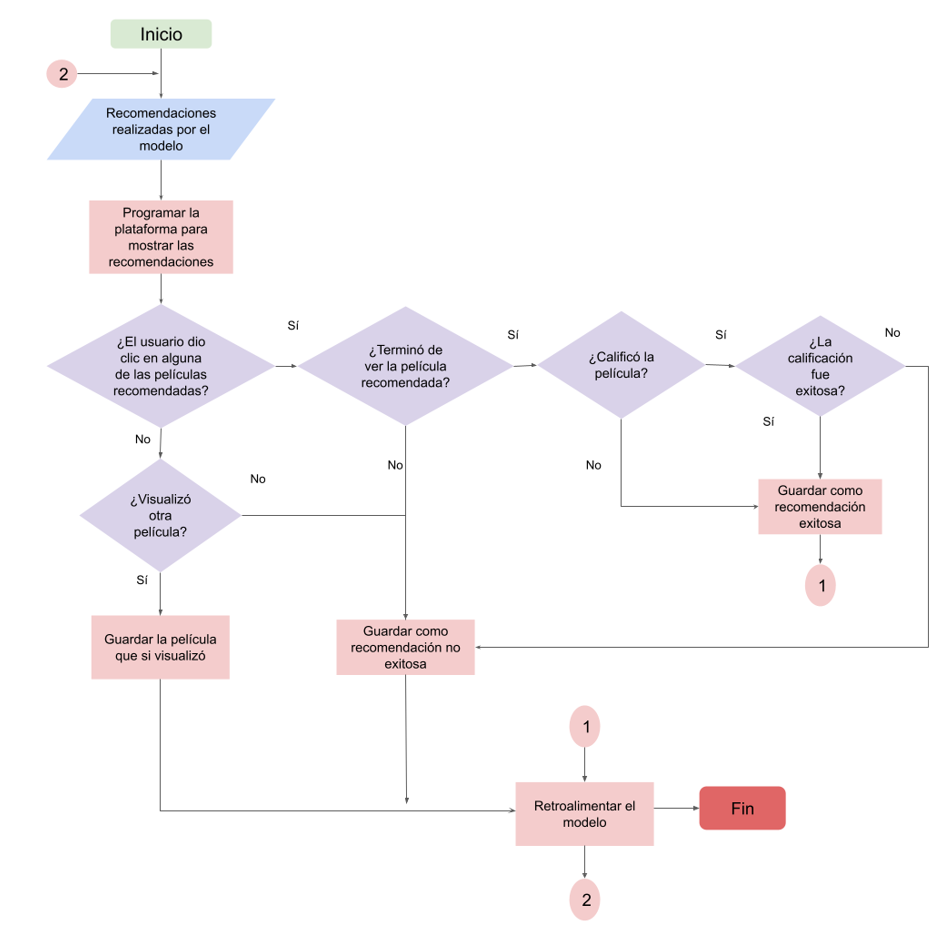 Inicio
2
Recomendaciones
realizadas por el
modelo
Programar la
plataforma para
mostrar las
recomendaciones
¿El usuario dio
clic en alguna
de las películas
recomendadas?
Sí
¿Terminó de
ver la película
recomendada?
Sí
¿Calificó la
película?
Sí
¿La
calificación
fue
exitosa?
No
No
Sí
No
No
No
¿Visualizó
otra
película?
Guardar como
recomendación
exitosa
1
Sí
Guardar la película
que si visualizó
Guardar como
recomendación no
exitosa
1
Retroalimentar el
modelo
Fin
2